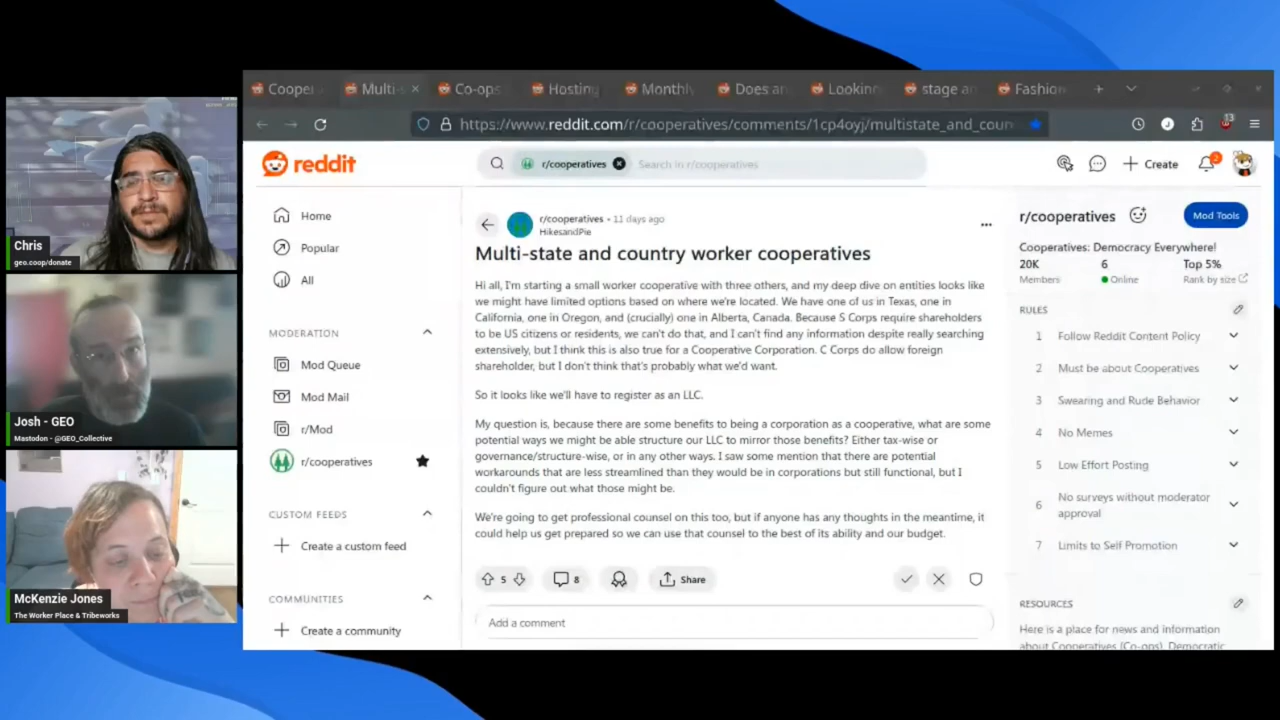 Cooper
Multi-s
Co-ops
Hosting
Monthly
Does an
Lookin
stage an
Fashion
https://www.reddit.com/r/cooperatives/comments/1cp4oyj/multistate_and_coun
13
reddit
r/cooperatives
Search in r/cooperatives
Create
2
Home
Popular
All
MODERATION
Mod Queue
Mod Mail
r/Mod
r/cooperatives
CUSTOM FEEDS
Create a custom feed
COMMUNITIES
Create a community
r/cooperatives • 11 days ago
HikesandPie
Multi-state and country worker cooperatives
Hi all, I'm starting a small worker cooperative with three others, and my deep dive on entities looks like
we might have limited options based on where we're located. We have one of us in Texas, one in
California, one in Oregon, and (crucially) one in Alberta, Canada. Because S Corps require shareholders
to be US citizens or residents, we can't do that, and I can't find any information despite really searching
extensively, but I think this is also true for a Cooperative Corporation. C Corps do allow foreign
shareholder, but I don't think that's probably what we'd want.
So it looks like we'll have to register as an LLC.
My question is, because there are some benefits to being a corporation as a cooperative, what are some
potential ways we might be able structure our LLC to mirror those benefits? Either tax-wise or
governance/structure-wise, or in any other ways. I saw some mention that there are potential
workarounds that are less streamlined than they would be in corporations but still functional, but I
couldn't figure out what those might be.
We're going to get professional counsel on this too, but if anyone has any thoughts in the meantime, it
could help us get prepared so we can use that counsel to the best of its ability and our budget.
5
8
Share
Add a comment
r/cooperatives
Mod Tools
Cooperatives: Democracy Everywhere!
20K 6 Top 5%
Members Online Rank by size
RULES
1 Follow Reddit Content Policy
2 Must be about Cooperatives
3 Swearing and Rude Behavior
4 No Memes
5 Low Effort Posting
6 No surveys without moderator
approval
7 Limits to Self Promotion
RESOURCES
Here is a place for news and information
about Cooperatives (Co-ops), Democratic
Chris
geo.coop/donate
Josh - GEO
Mastodon - @GEO_Collective
McKenzie Jones
The Worker Place & Tribeworks